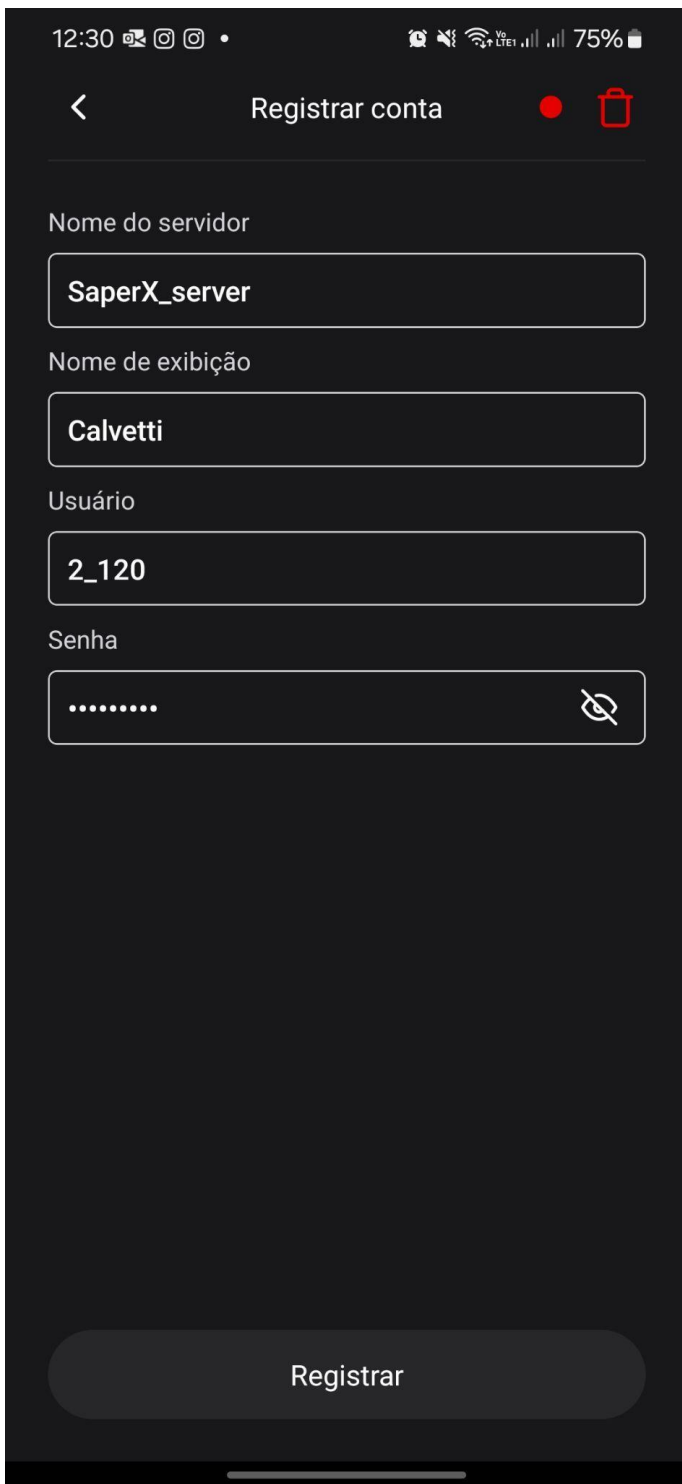 12:30 75%
Registrar conta
Nome do servidor
SaperX_server
Nome de exibição
Calvetti
Usuário
2_120
Senha
•••••••••
Registrar